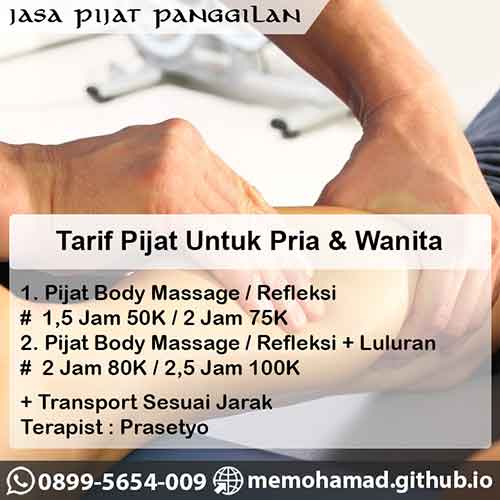 JASA PIJAT PANGGILAN
Tarif Pijat Untuk Pria & Wanita
1. Pijat Body Massage / Refleksi
# 1,5 Jam 50K / 2 Jam 75K
2. Pijat Body Massage / Refleksi + Luluran
# 2 Jam 80K / 2,5 Jam 100K
+ Transport Sesuai Jarak
Terapist : Prasetyo
0899-5654-009 memohamad.github.io